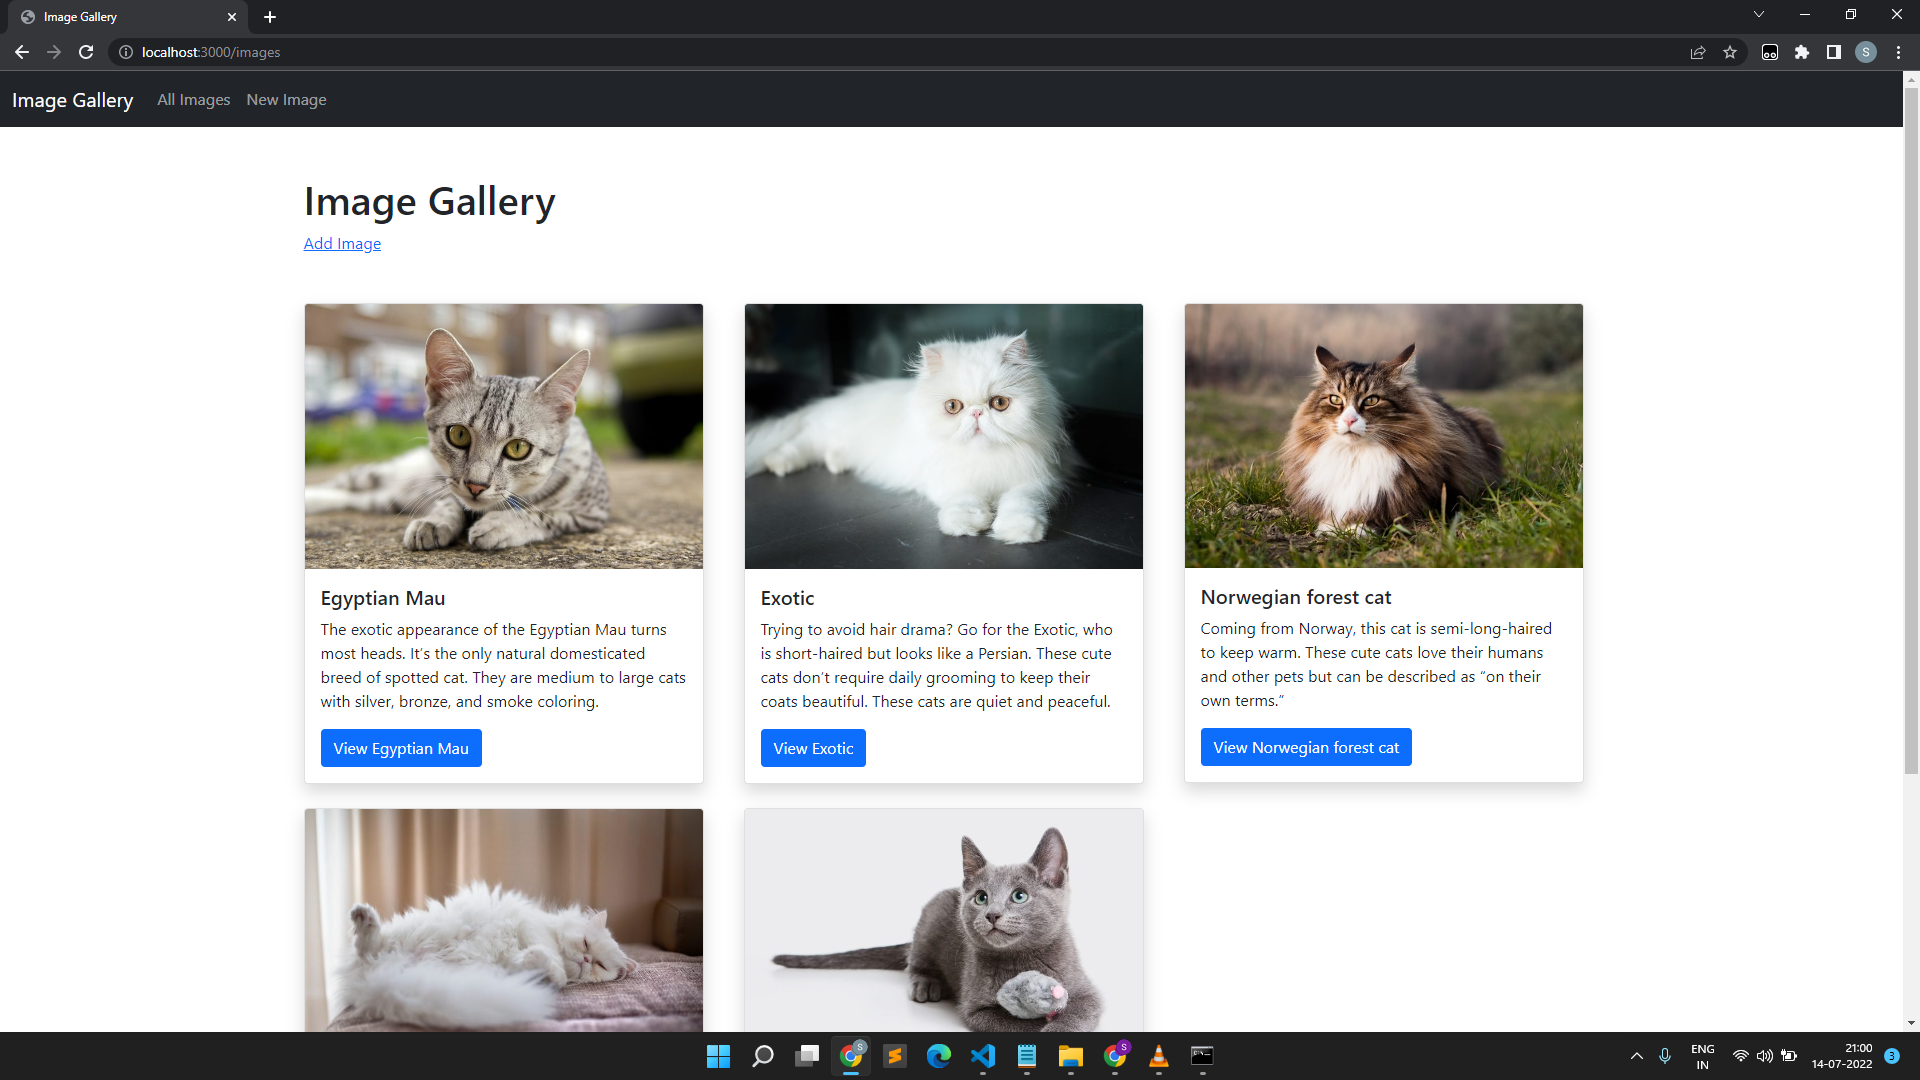 Image Gallery
localhost:3000/images
S
Image Gallery
All Images
New Image
Image Gallery
Add Image
Egyptian Mau
The exotic appearance of the Egyptian Mau turns
most heads. It’s the only natural domesticated
breed of spotted cat. They are medium to large cats
with silver, bronze, and smoke coloring.
View Egyptian Mau
Exotic
Trying to avoid hair drama? Go for the Exotic, who
is short-haired but looks like a Persian. These cute
cats don’t require daily grooming to keep their
coats beautiful. These cats are quiet and peaceful.
View Exotic
Norwegian forest cat
Coming from Norway, this cat is semi-long-haired
to keep warm. These cute cats love their humans
and other pets but can be described as “on their
own terms.”
View Norwegian forest cat
S
S
ENG
IN
21:00
14-07-2022
3